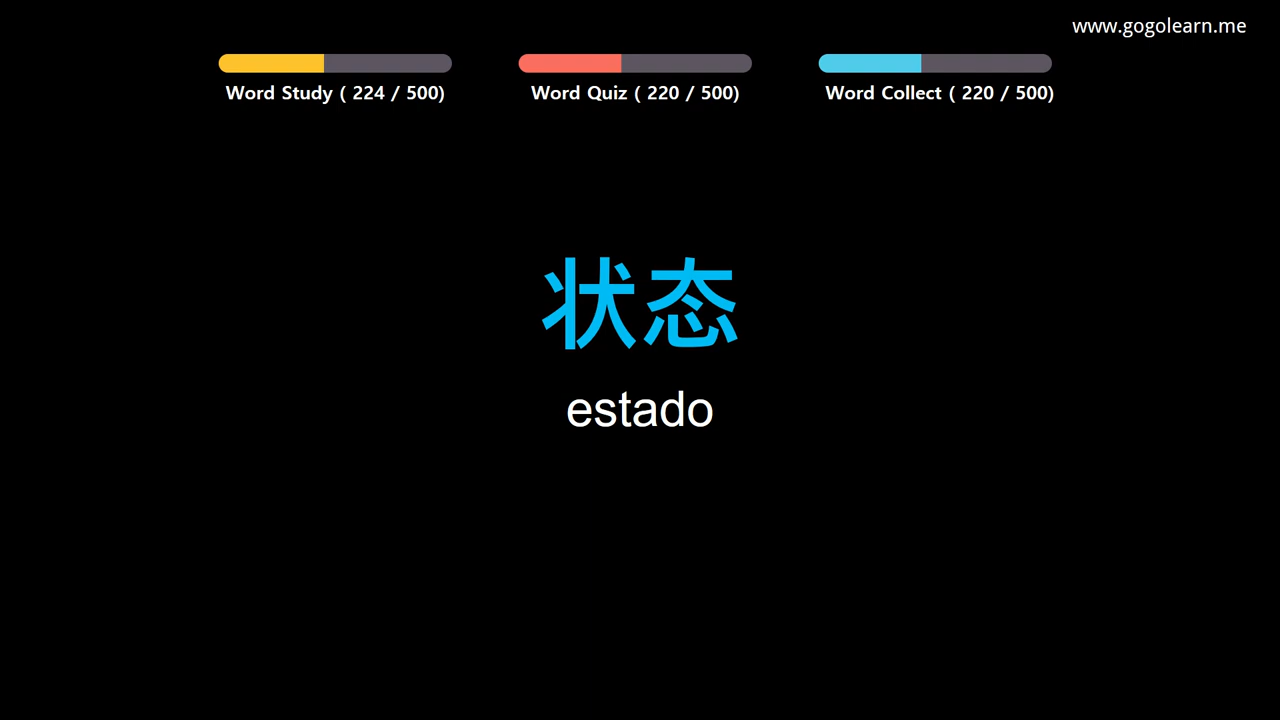 www.gogolearn.me
Word Study ( 224 / 500)
Word Quiz ( 220 / 500)
Word Collect ( 220 / 500)
状态
estado